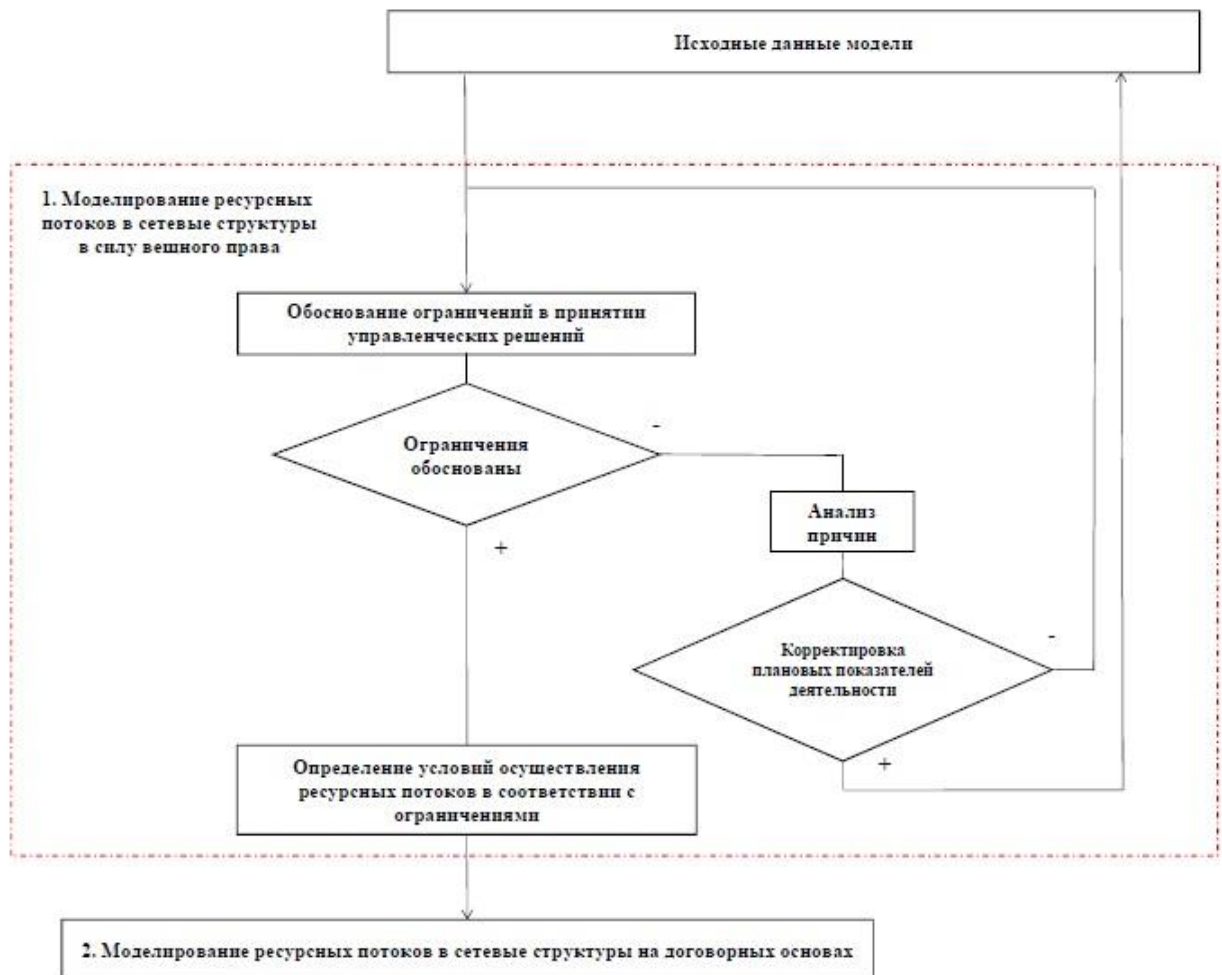 Исходные данные модели
1. Моделирование ресурсных
потоков в сетевые структуры
в силу вешного права
Обоснование ограничений в принятии
управленческих решений
Ограничения
обоснованы
-
+
Анализ
причин
Корректировка
плановых показателей
деятельности
-
+
Определение условий осуществления
ресурсных потоков в соответствии с
ограничениями
2. Моделирование ресурсных потоков в сетевые структуры на договорных основах